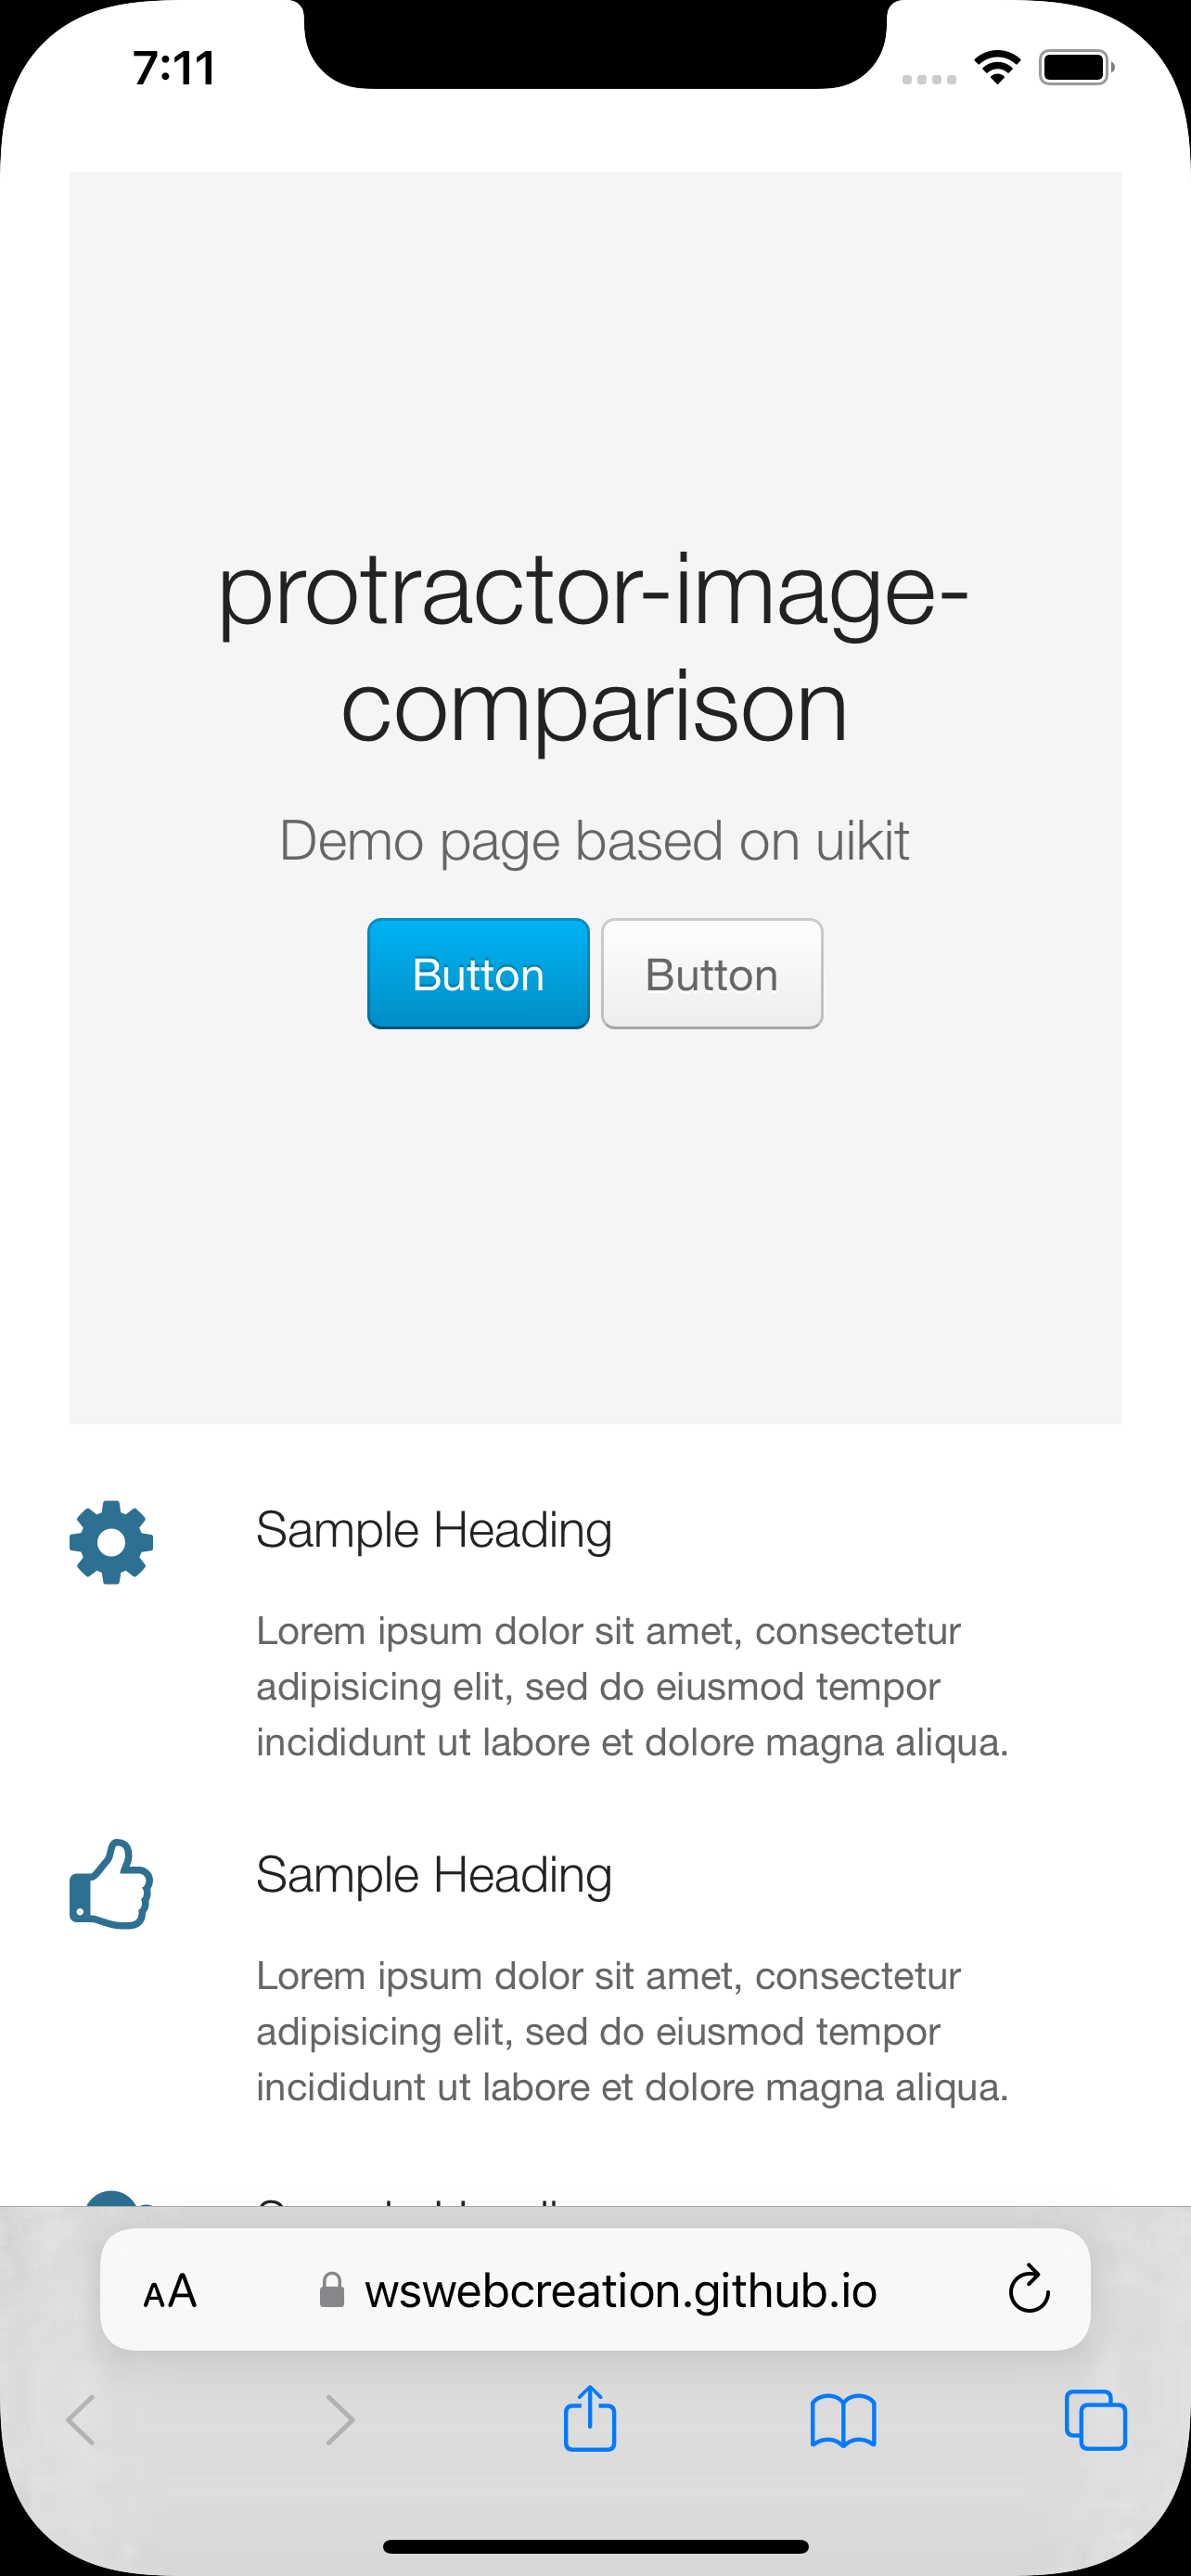 7:11
protractor-image-
comparison
Demo page based on uikit
Button Button
Sample Heading
Lorem ipsum dolor sit amet, consectetur
adipisicing elit, sed do eiusmod tempor
incididunt ut labore et dolore magna aliqua.
Sample Heading
Lorem ipsum dolor sit amet, consectetur
adipisicing elit, sed do eiusmod tempor
incididunt ut labore et dolore magna aliqua.
AA wswebcreation.github.io